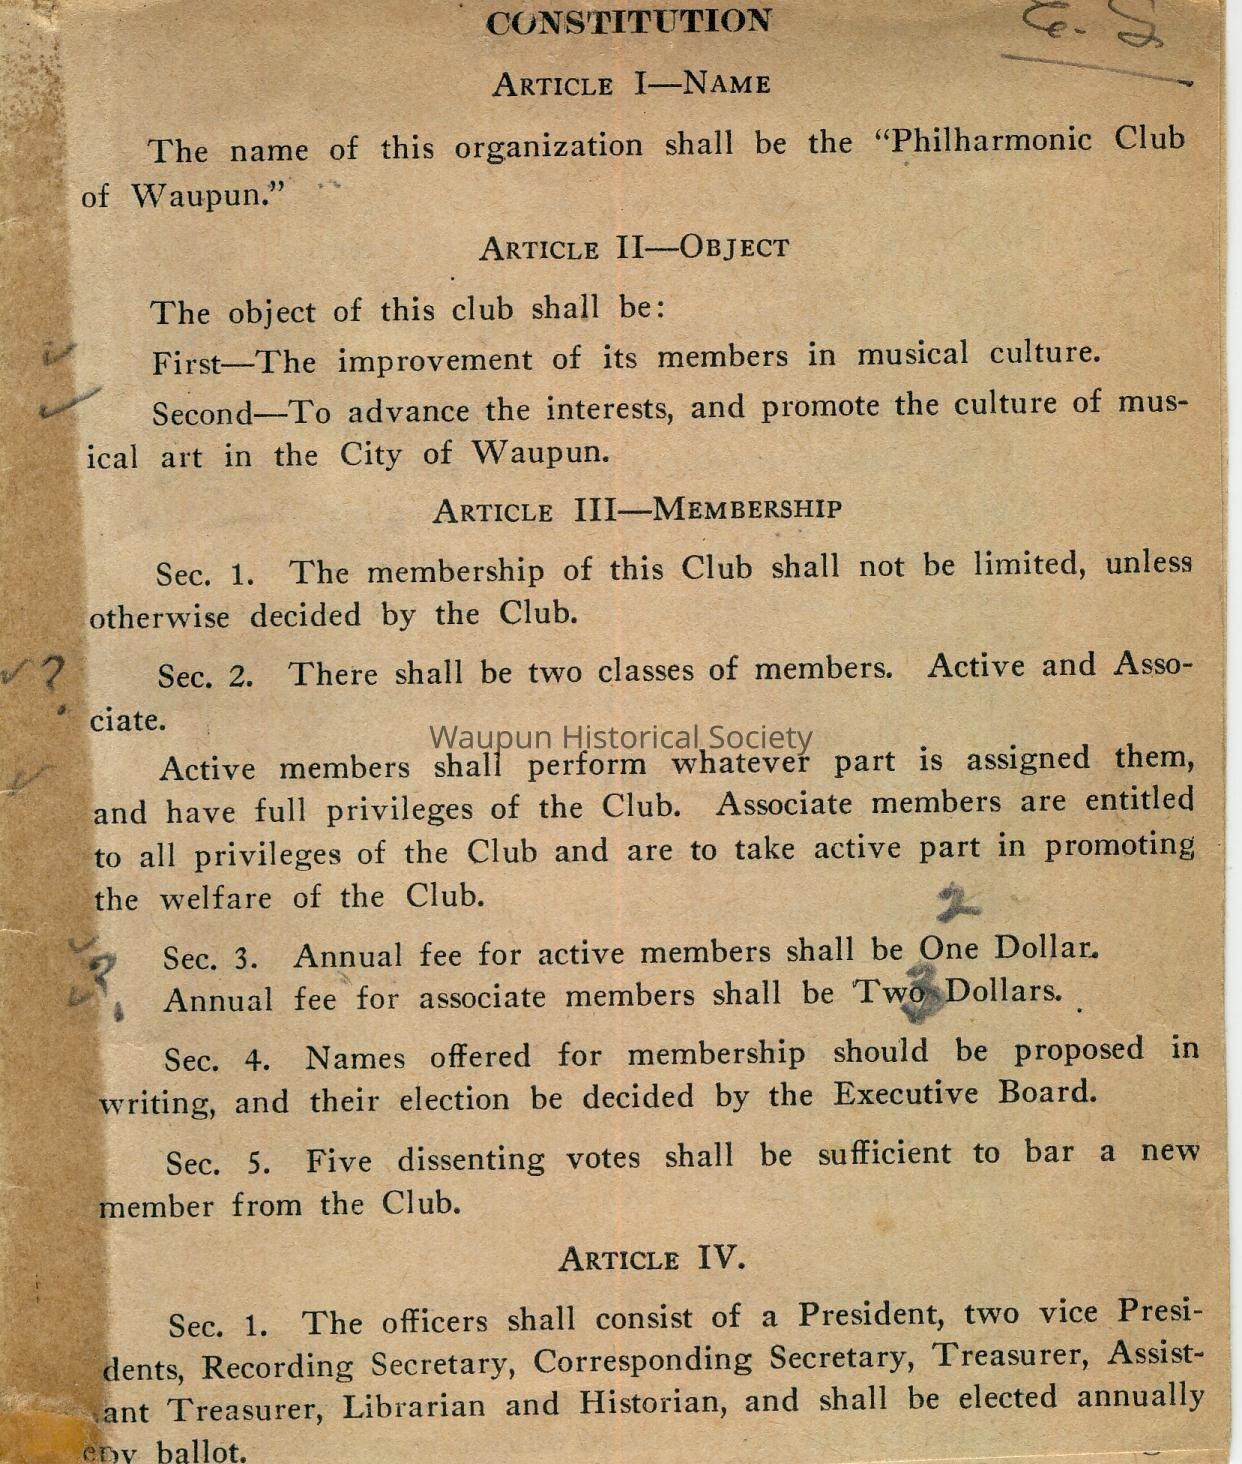 CONSTITUTION
E. S.
ARTICLE I—NAME
The name of this organization shall be the “Philharmonic Club
of Waupun.”
ARTICLE II—OBJECT
The object of this club shall be:
First—The improvement of its members in musical culture.
Second—To advance the interests, and promote the culture of mus-
ical art in the City of Waupun.
ARTICLE III—MEMBERSHIP
Sec. 1. The membership of this Club shall not be limited, unless
otherwise decided by the Club.
?
Sec. 2. There shall be two classes of members. Active and Asso-
ciate.
Waupun Historical Society
Active members shall perform whatever part is assigned them,
and have full privileges of the Club. Associate members are entitled
to all privileges of the Club and are to take active part in promoting
the welfare of the Club.
2
Sec. 3. Annual fee for active members shall be One Dollar.
?
3
Annual fee for associate members shall be Two Dollars.
Sec. 4. Names offered for membership should be proposed in
writing, and their election be decided by the Executive Board.
Sec. 5. Five dissenting votes shall be sufficient to bar a new
member from the Club.
ARTICLE IV.
Sec. 1. The officers shall consist of a President, two vice Presi-
dents, Recording Secretary, Corresponding Secretary, Treasurer, Assist-
ant Treasurer, Librarian and Historian, and shall be elected annually
by ballot.